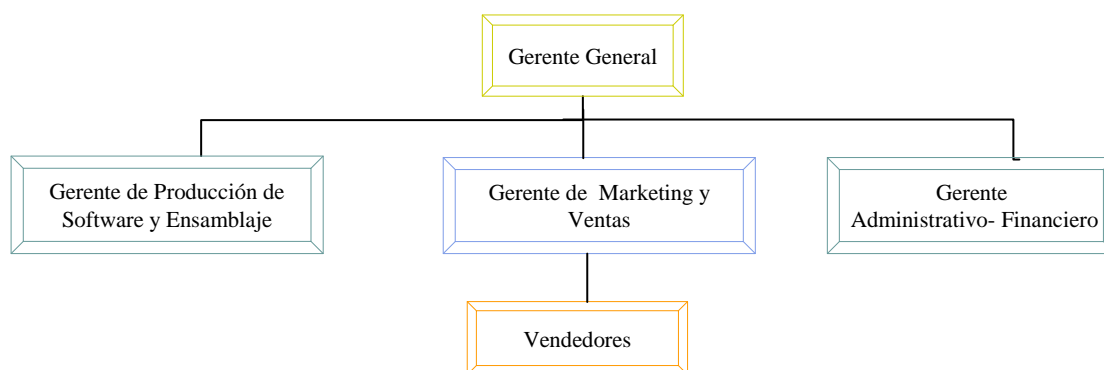 Gerente General
Gerente de Producción de
Software y Ensamblaje
Gerente de Marketing y
Ventas
Gerente
Administrativo- Financiero
Vendedores